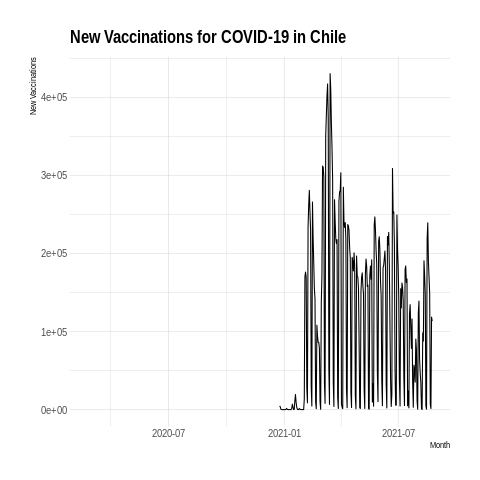 New Vaccinations for COVID-19 in Chile
New Vaccinations
4e+05
3e+05
2e+05
1e+05
0e+00
2020-07 2021-01 2021-07
Month